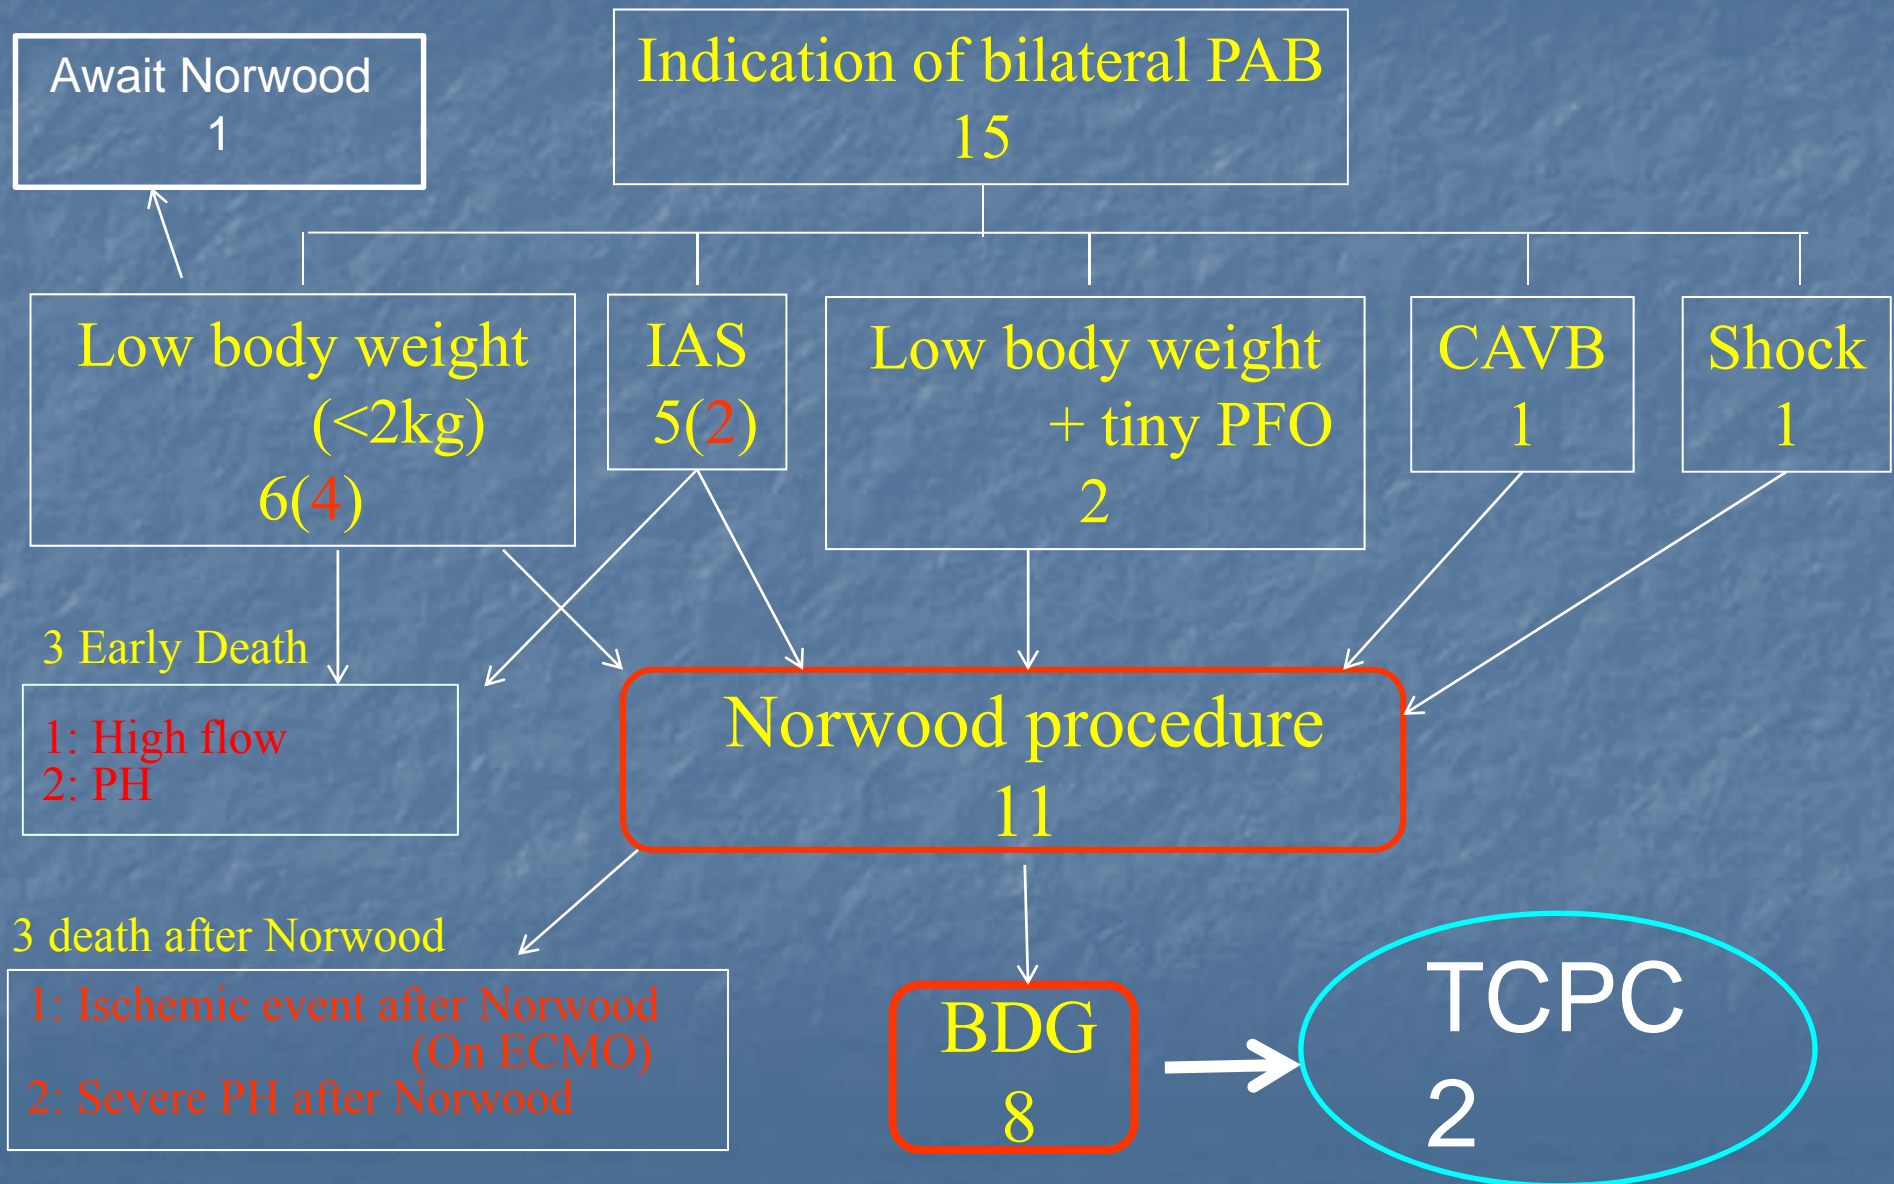 Await Norwood
1
Indication of bilateral PAB
15
Low body weight
(<2kg)
6(4)
IAS
5(2)
Low body weight
+ tiny PFO
2
CAVB
1
Shock
1
3 Early Death
1: High flow
2: PH
Norwood procedure
11
3 death after Norwood
1: Ischemic event after Norwood
(On ECMO)
2: Severe PH after Norwood
BDG
8
TCPC
2